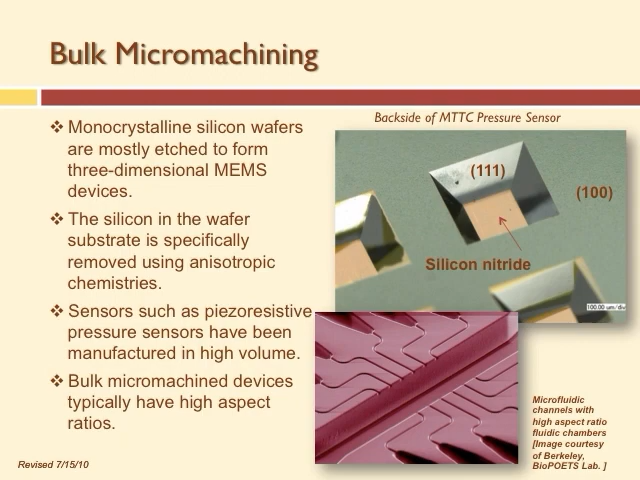 Bulk Micromachining
❖ Monocrystalline silicon wafers
are mostly etched to form
three-dimensional MEMS
devices.
❖ The silicon in the wafer
substrate is specifically
removed using anisotropic
chemistries.
❖ Sensors such as piezoresistive
pressure sensors have been
manufactured in high volume.
❖ Bulk micromachined devices
typically have high aspect
ratios.
Backside of MTTC Pressure Sensor
(111)
(100)
Silicon nitride
100.00 um/div
Microfluidic
channels with
high aspect ratio
fluidic chambers
[Image courtesy
of Berkeley,
BioPOETS Lab. ]
Revised 7/15/10